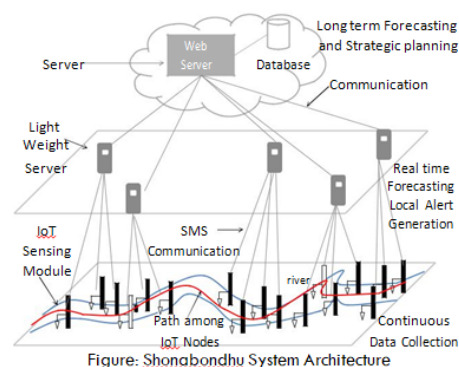 Long term Forecasting
and Strategic planning
Web
Server
Server
Database
Communication
Light
Weight
Server
Real time
Forecasting
Local Alert
Generation
IoT
Sensing
Module
SMS
Communication
river
Path among
IoT Nodes
Continuous
Data Collection
Figure: Shongbondhu System Architecture